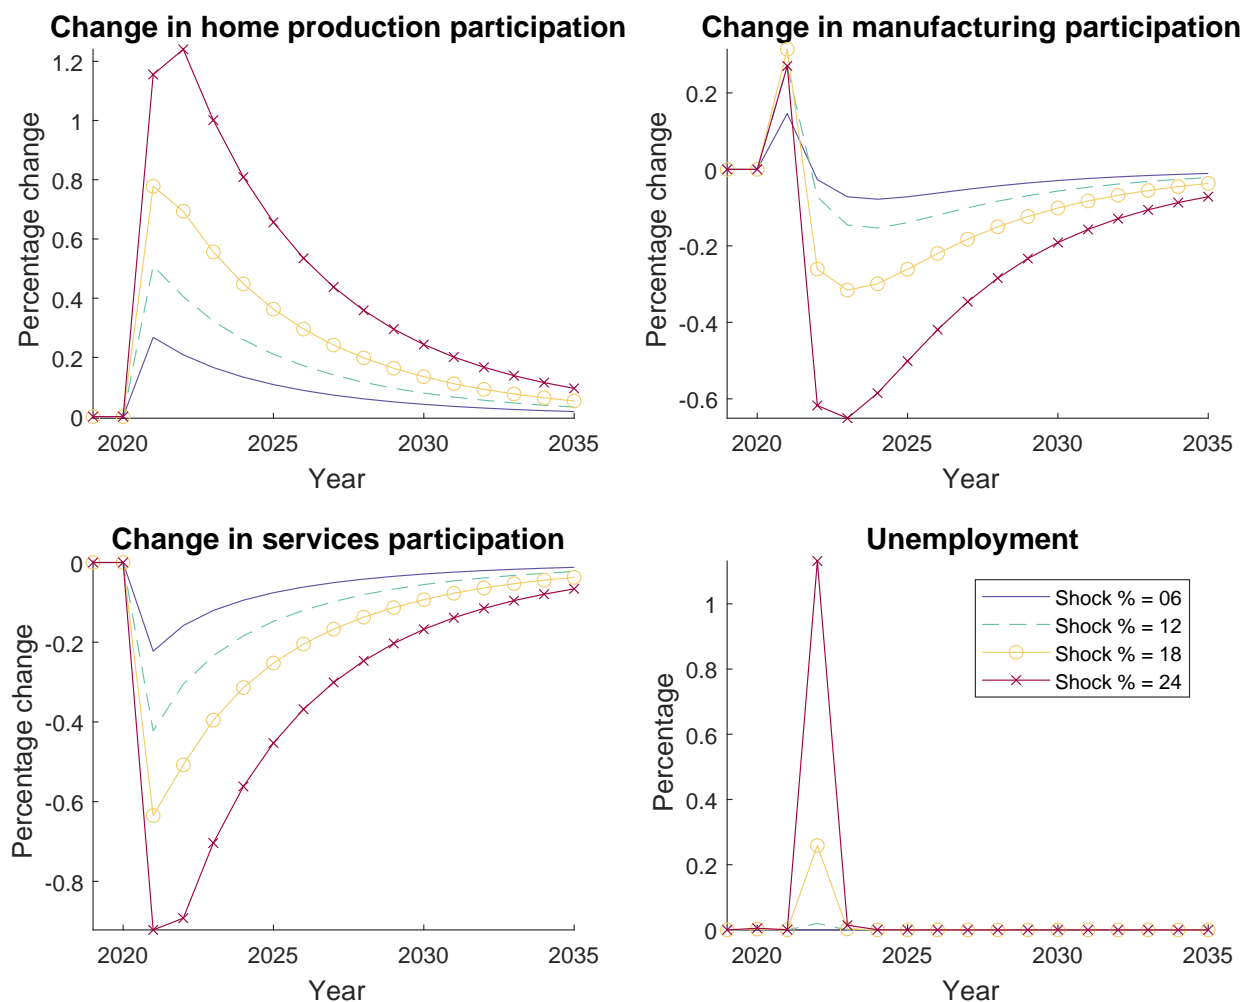 Change in home production participation
Percentage change
1.2
1
0.8
0.6
0.4
0.2
0
2020
2025
2030
2035
Year
Change in manufacturing participation
Percentage change
0.2
0
-0.2
-0.4
-0.6
2020
2025
2030
2035
Year
Change in services participation
Percentage change
0
-0.2
-0.4
-0.6
-0.8
2020
2025
2030
2035
Year
Unemployment
Percentage
1
0.8
0.6
0.4
0.2
0
2020
2025
2030
2035
Year
Shock % = 06
Shock % = 12
Shock % = 18
Shock % = 24